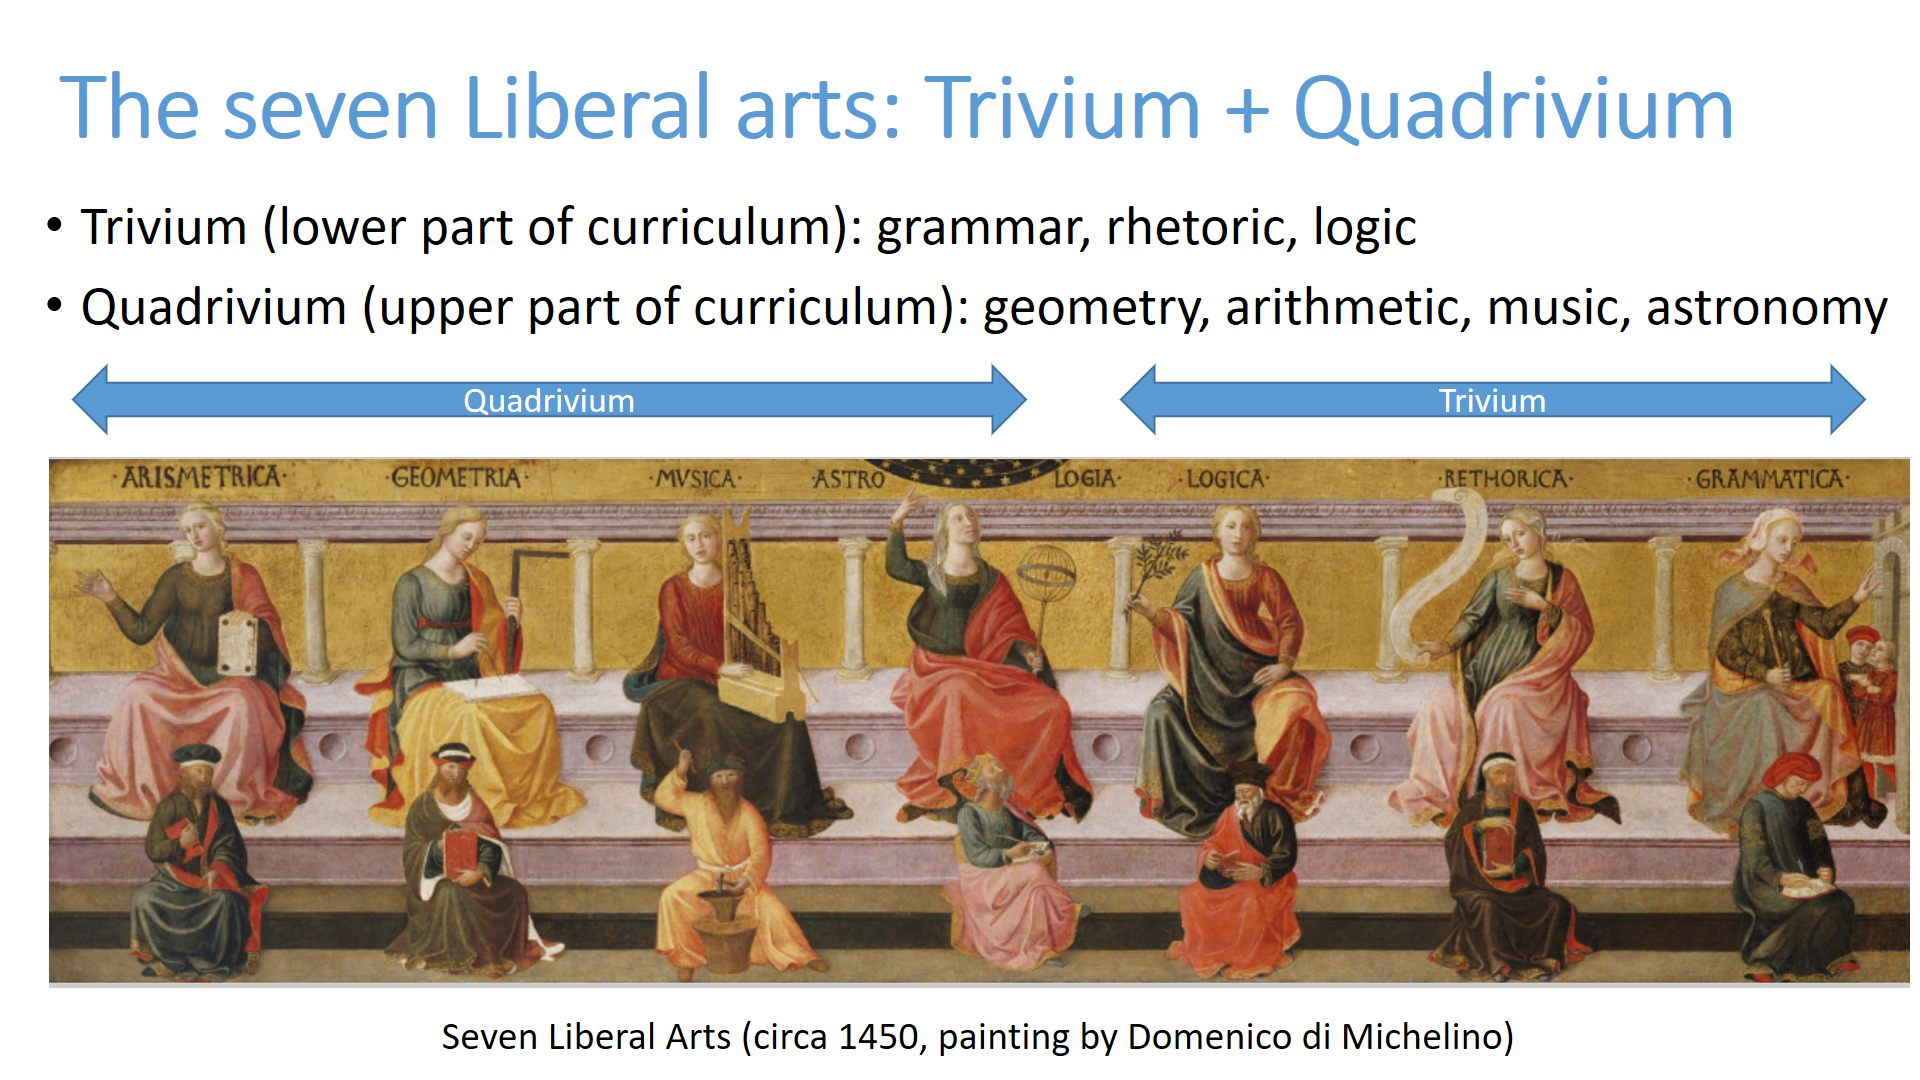 The seven Liberal arts: Trivium + Quadrivium
• Trivium (lower part of curriculum): grammar, rhetoric, logic
• Quadrivium (upper part of curriculum): geometry, arithmetic, music, astronomy
Quadrivium Trivium
·ARISMETRICA· ·GEOMETRIA· ·MVSICA· ·ASTRO LOGIA· ·LOGICA· ·RETHORICA· ·GRAMMATICA·
Seven Liberal Arts (circa 1450, painting by Domenico di Michelino)